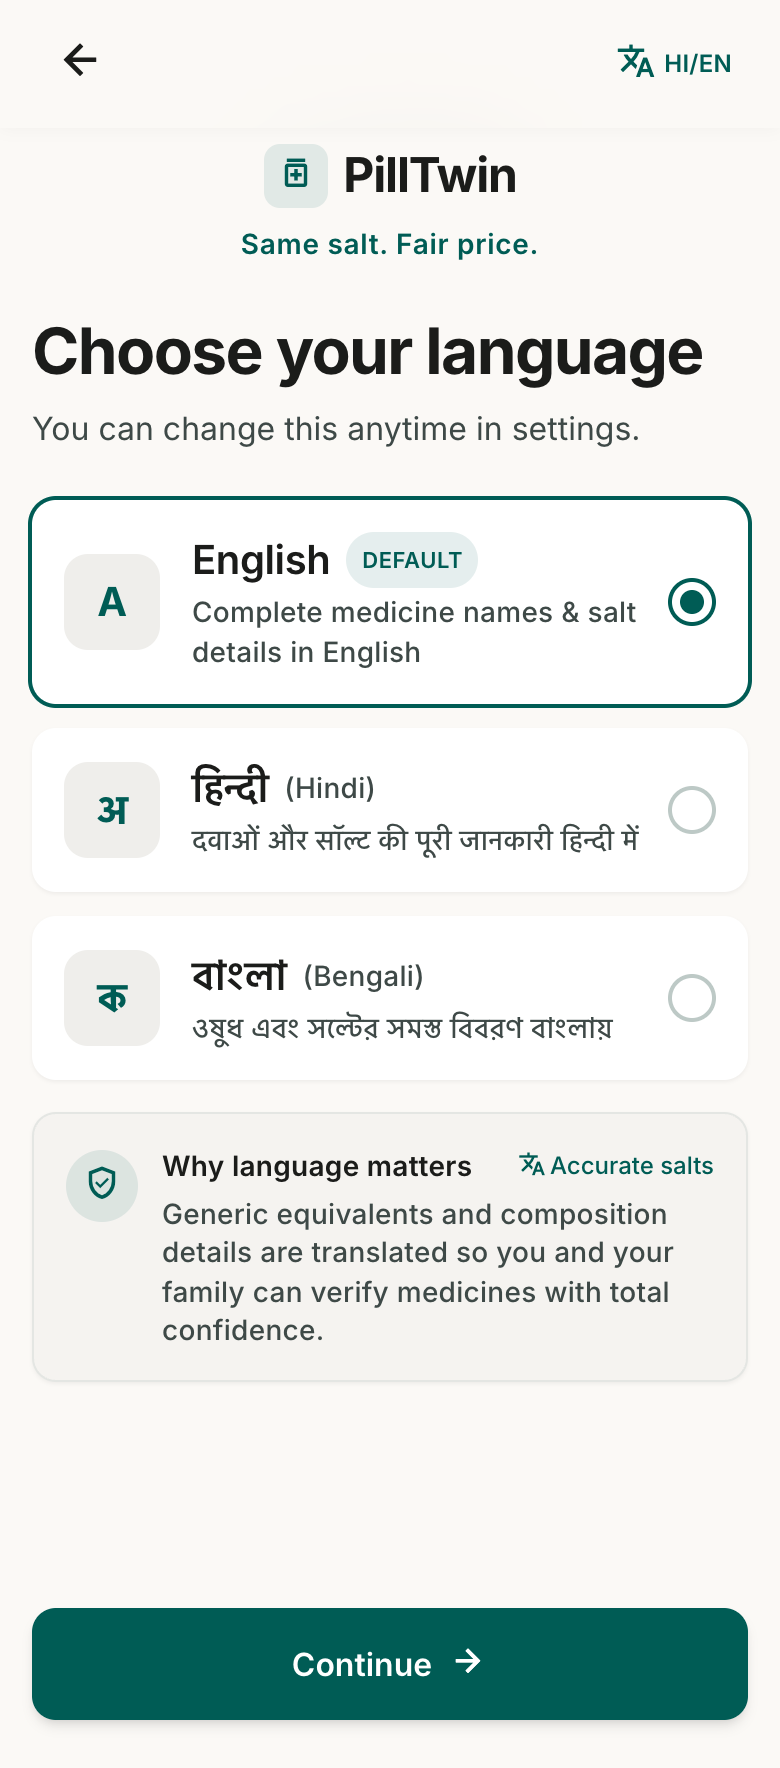 HI/EN
PillTwin
Same salt. Fair price.
Choose your language
You can change this anytime in settings.
A
English DEFAULT
Complete medicine names & salt
details in English
अ
हिन्दी (Hindi)
दवाओं और सॉल्ट की पूरी जानकारी हिन्दी में
ক
বাংলা (Bengali)
ওষুধ এবং সল্টের সমস্ত বিবরণ বাংলায়
Why language matters Accurate salts
Generic equivalents and composition
details are translated so you and your
family can verify medicines with total
confidence.
Continue